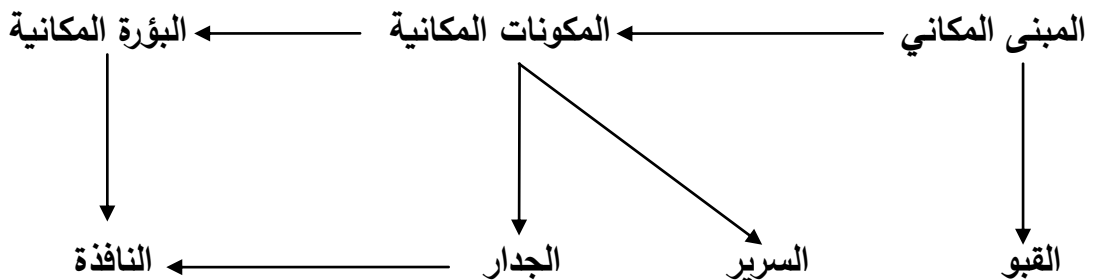 المبنى المكاني المكونات المكانية البؤرة المكانية
القبو السرير الجدار النافذة